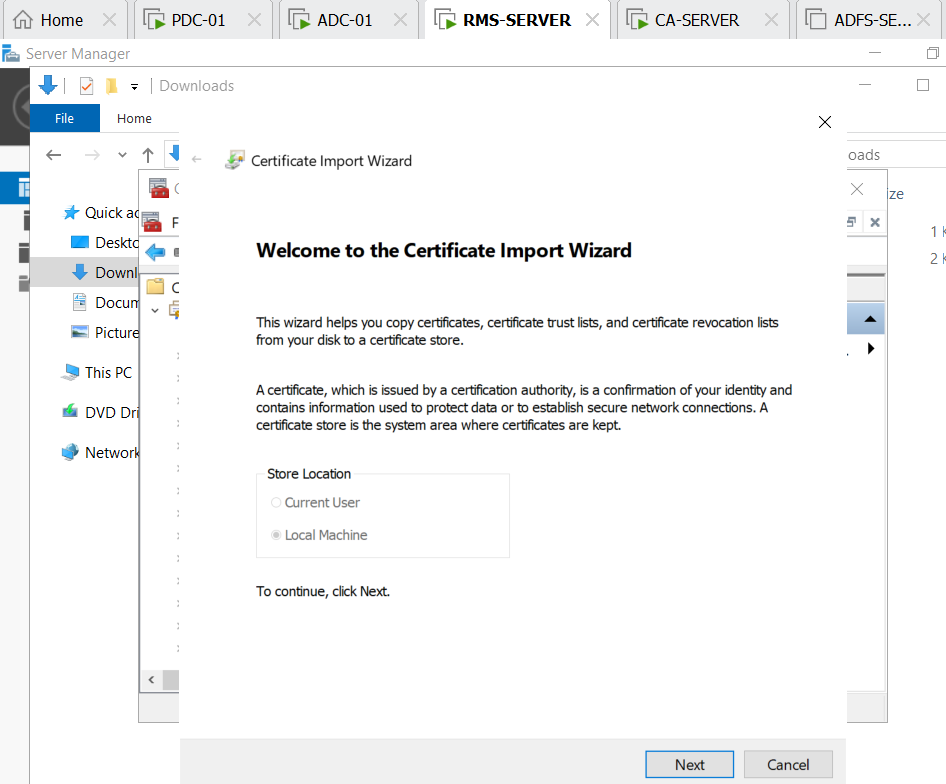 Home
PDC-01
ADC-01
RMS-SERVER
CA-SERVER
ADFS-SE...
Server Manager
Downloads
File
Home
Certificate Import Wizard
oads
ze
Quick ac
Deskto
Downl
Docum
Picture
This PC
DVD Dri
Network
C
F
C
1 K
2 K
Welcome to the Certificate Import Wizard
This wizard helps you copy certificates, certificate trust lists, and certificate revocation lists
from your disk to a certificate store.
A certificate, which is issued by a certification authority, is a confirmation of your identity and
contains information used to protect data or to establish secure network connections. A
certificate store is the system area where certificates are kept.
Store Location
Current User
Local Machine
To continue, click Next.
Next
Cancel